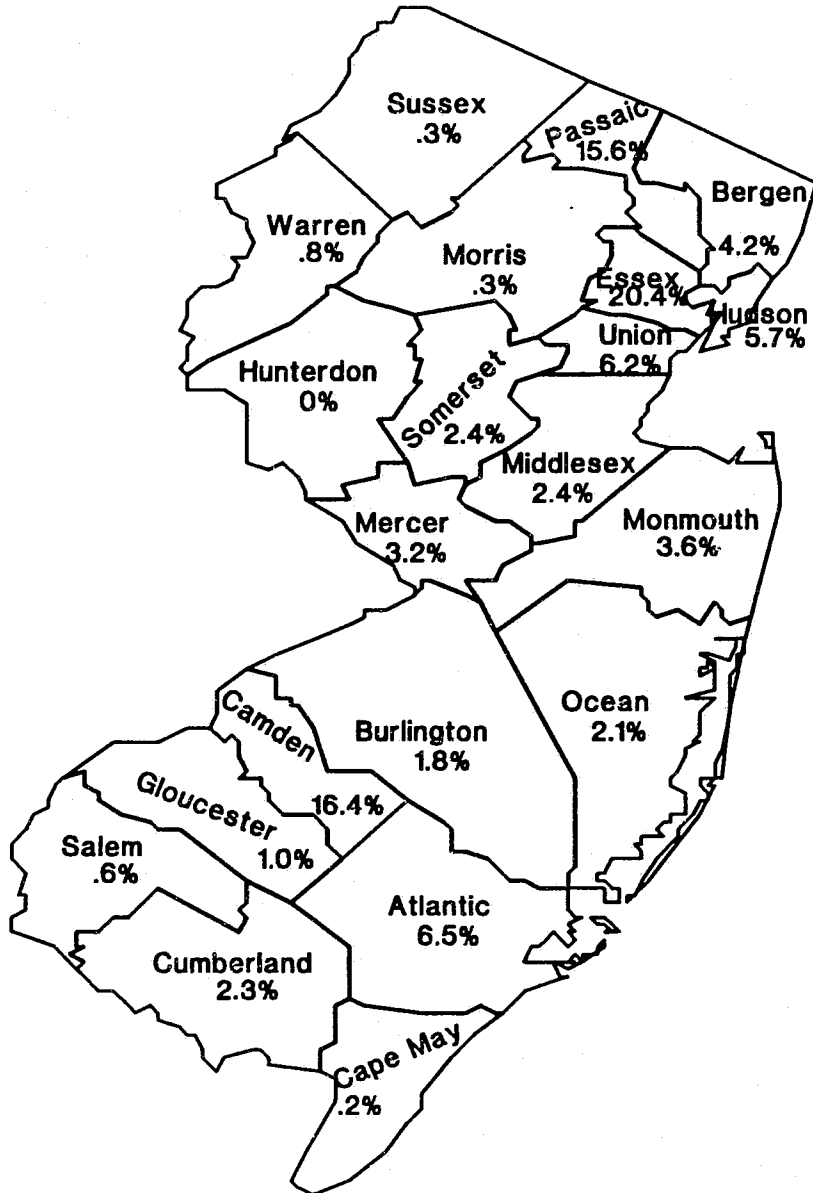 Sussex
.3%
Passaic
15.6%
Bergen
4.2%
Warren
.8%
Morris
.3%
Essex
20.4%
Hudson
5.7%
Union
6.2%
Hunterdon
0%
Somerset
2.4%
Middlesex
2.4%
Mercer
3.2%
Monmouth
3.6%
Ocean
2.1%
Camden
16.4%
Burlington
1.8%
Gloucester
1.0%
Salem
.6%
Atlantic
6.5%
Cumberland
2.3%
Cape May
.2%